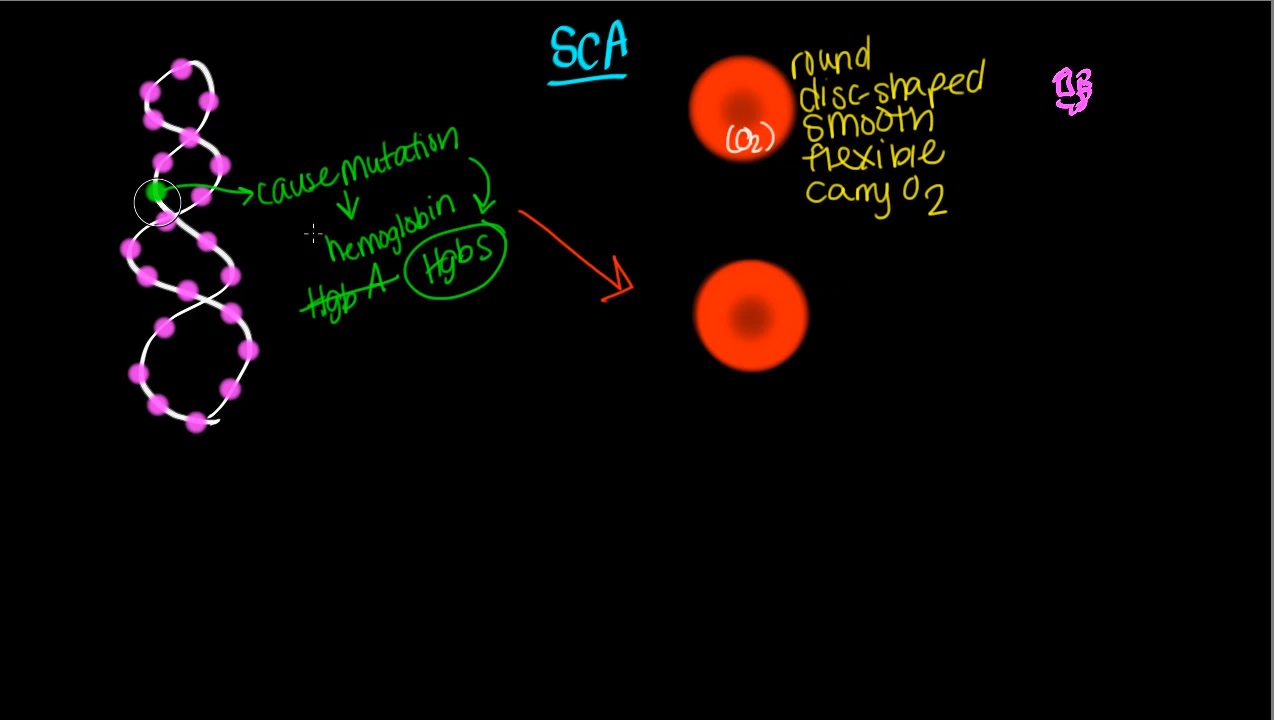 SCA
round
disc-shaped
smooth
flexible
carry O2
(O2)
cause mutation
hemoglobin
Hgb A
Hgb S